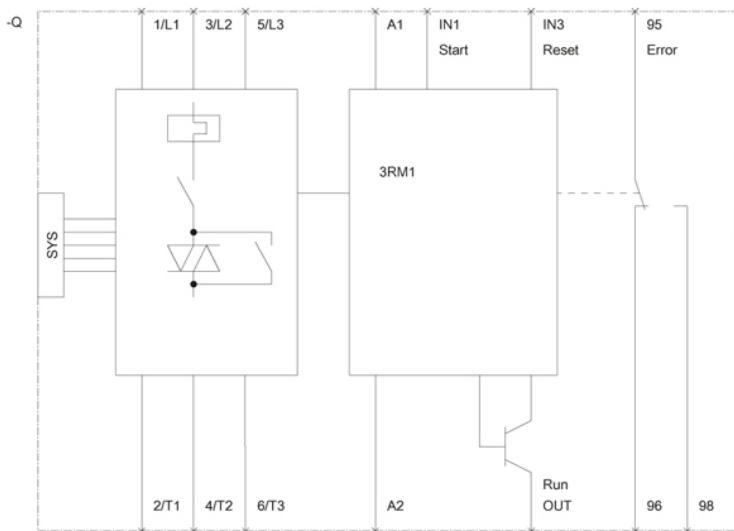 -Q
1/L1 3/L2 5/L3 A1 IN1 IN3 95
Start Reset Error
3RM1
SYS
Run
2/T1 4/T2 6/T3 A2 OUT 96 98